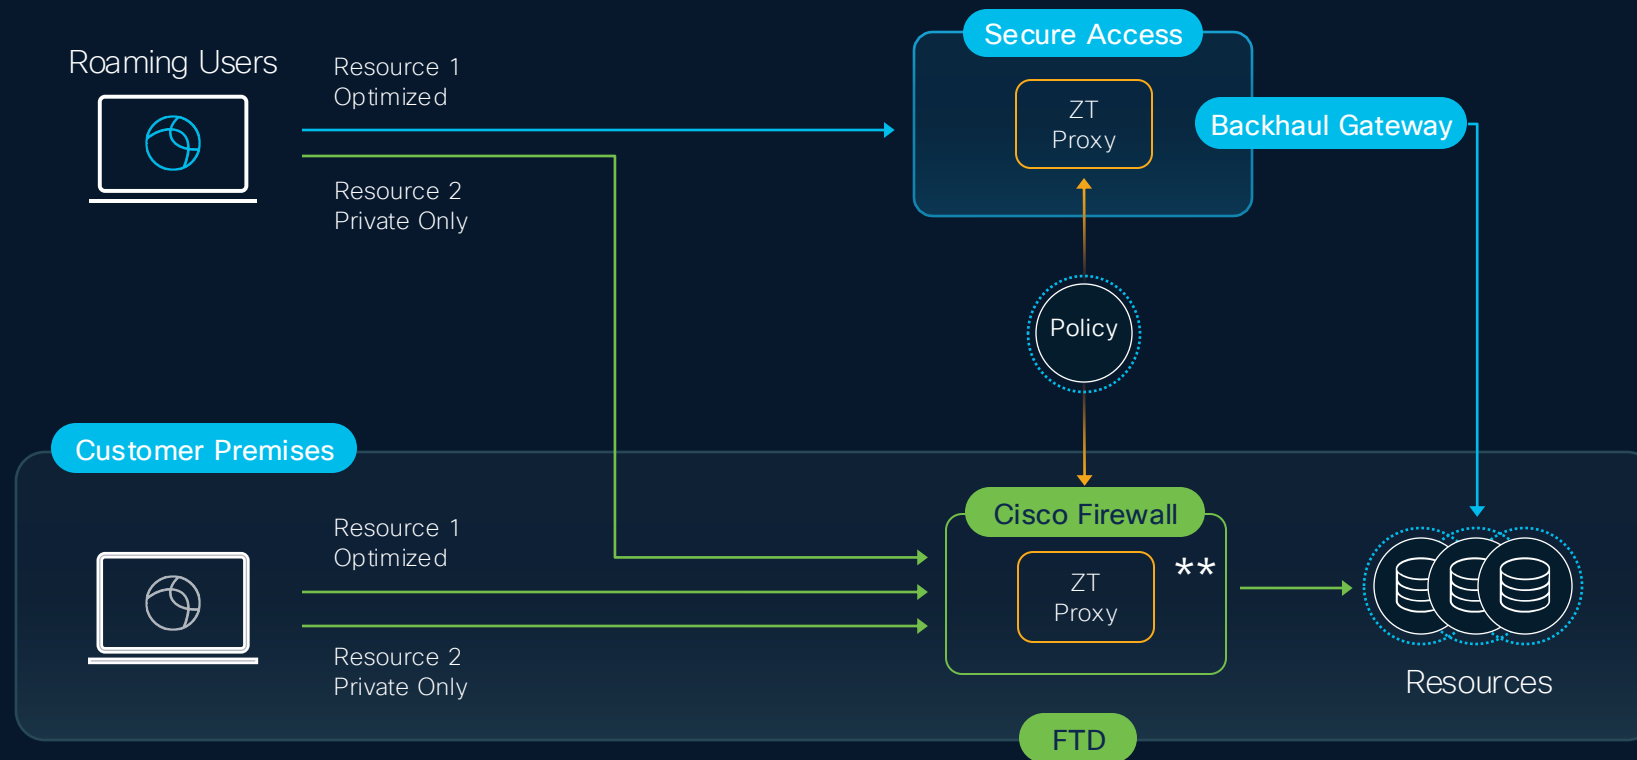 Secure Access
Roaming Users
Resource 1
Optimized
ZT
Proxy
Backhaul Gateway
Resource 2
Private Only
Policy
Customer Premises
Cisco Firewall
Resource 1
Optimized
ZT
Proxy
**
Resource 2
Private Only
Resources
FTD